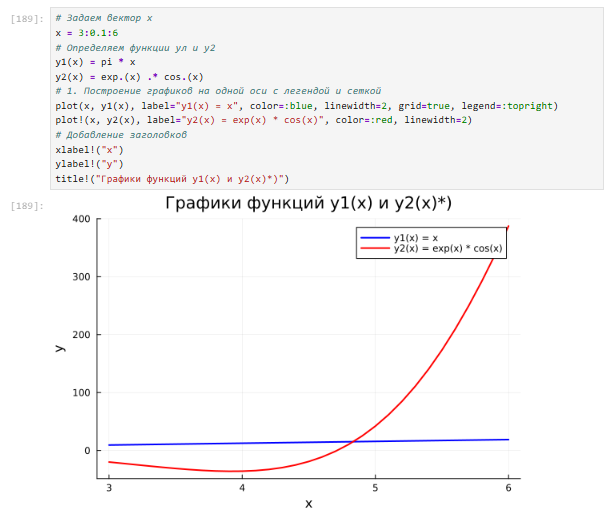 [189]:
# Задаем вектор x
x = 3:0.1:6
# Определяем функции ул и y2
y1(x) = pi * x
y2(x) = exp.(x) .* cos.(x)
# 1. Построение графиков на одной оси с легендой и сеткой
plot(x, y1(x), label="y1(x) = x", color=:blue, linewidth=2, grid=true, legend=:topright)
plot!(x, y2(x), label="y2(x) = exp(x) * cos(x)", color=:red, linewidth=2)
# Добавление заголовков
xlabel!("x")
ylabel!("y")
title!("Графики функций y1(x) и y2(x)*)")
[189]:
Графики функций y1(x) и y2(x)*)
y1(x) = x
y2(x) = exp(x) * cos(x)
400
300
200
100
0
y
3 4 5 6
x